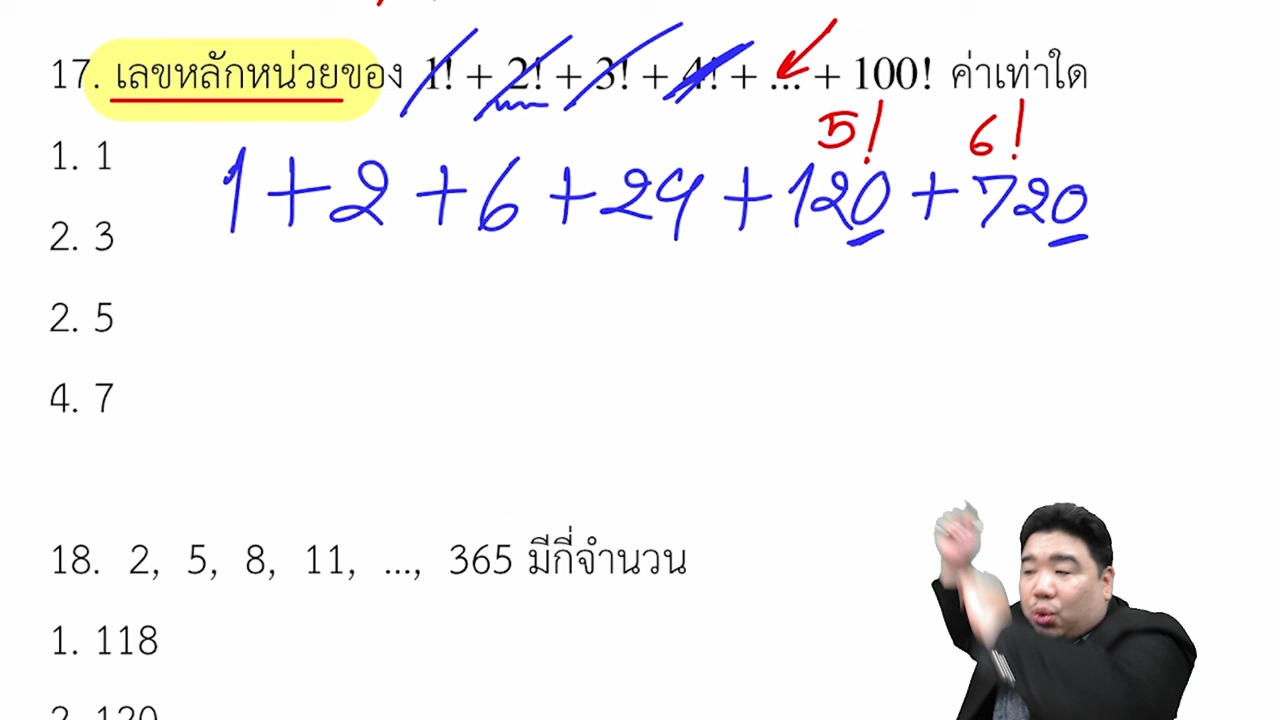 17. เลขหลักหน่วยของ 1! + 2! + 3! + 4! + ... + 100! ค่าเท่าใด
5! 6!
1. 1
1 + 2 + 6 + 24 + 120 + 720
2. 3
2. 5
4. 7
18. 2, 5, 8, 11, ..., 365 มีกี่จำนวน
1. 118
2. 120